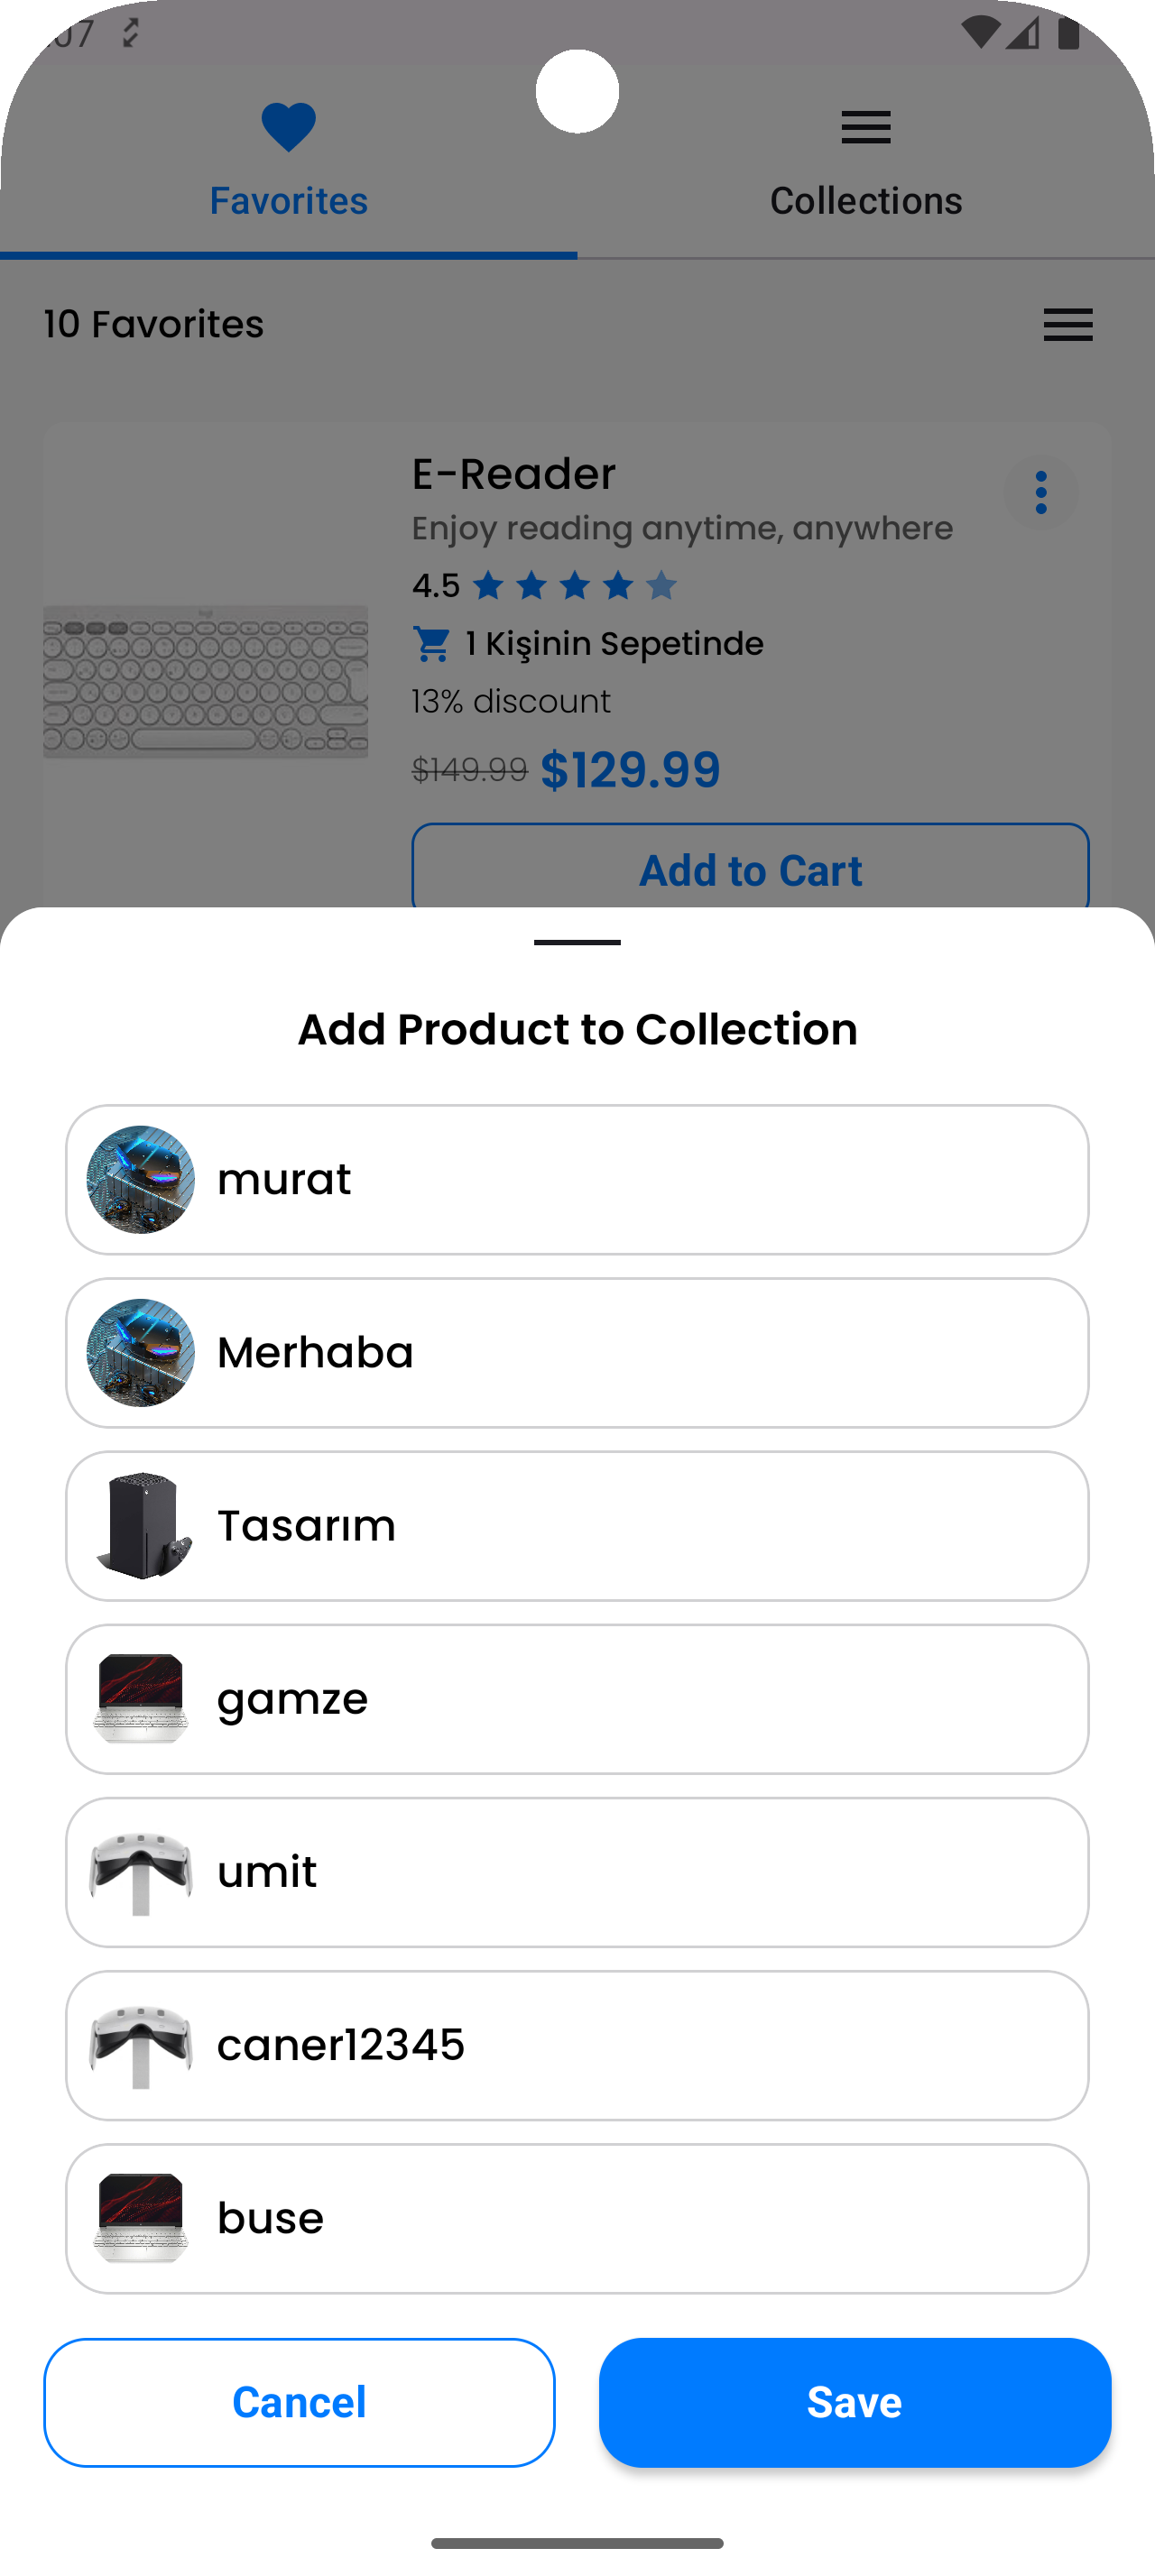 Favorites
Collections
10 Favorites
E-Reader
Enjoy reading anytime, anywhere
4.5
1 Kişinin Sepetinde
13% discount
$149.99 $129.99
Add to Cart
Add Product to Collection
murat
Merhaba
Tasarım
gamze
umit
caner12345
buse
Cancel
Save